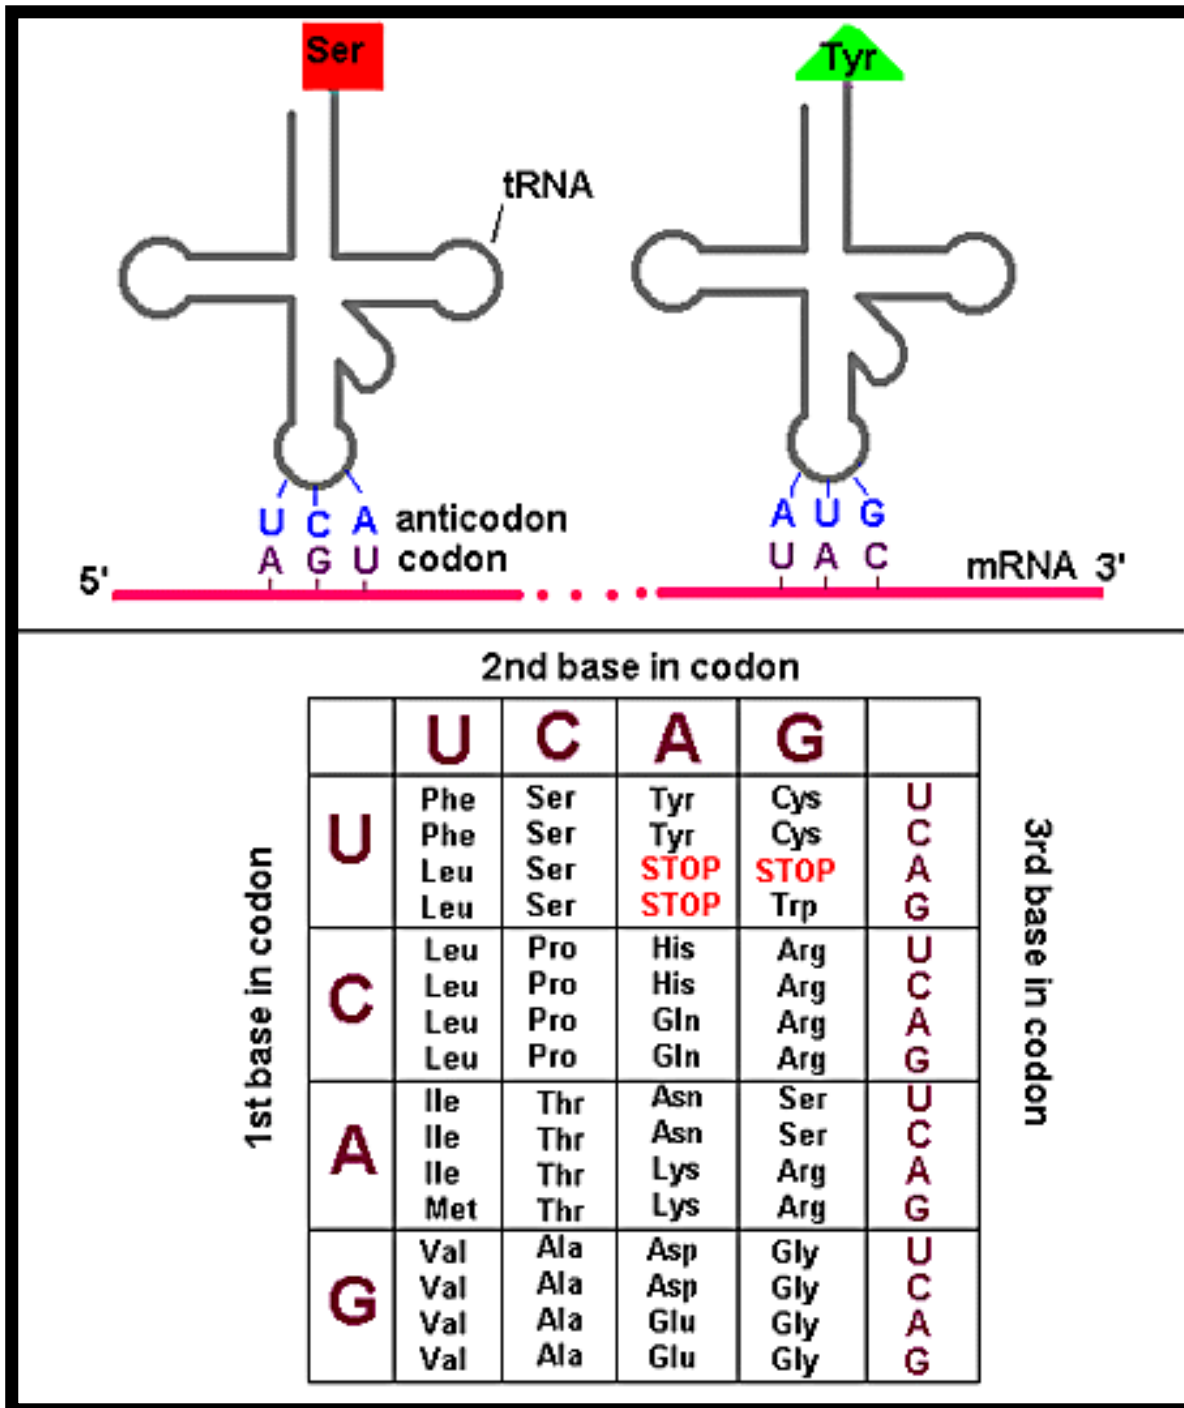 Ser Tyr
tRNA
U C A anticodon A U G
A G U codon U A C
5' mRNA 3'
2nd base in codon
U C A G
1st base in codon
3rd base in codon
U
Phe Ser Tyr Cys U
Phe Ser Tyr Cys C
Leu Ser STOP STOP A
Leu Ser STOP Trp G
C
Leu Pro His Arg U
Leu Pro His Arg C
Leu Pro Gln Arg A
Leu Pro Gln Arg G
A
Ile Thr Asn Ser U
Ile Thr Asn Ser C
Ile Thr Lys Arg A
Met Thr Lys Arg G
G
Val Ala Asp Gly U
Val Ala Asp Gly C
Val Ala Glu Gly A
Val Ala Glu Gly G